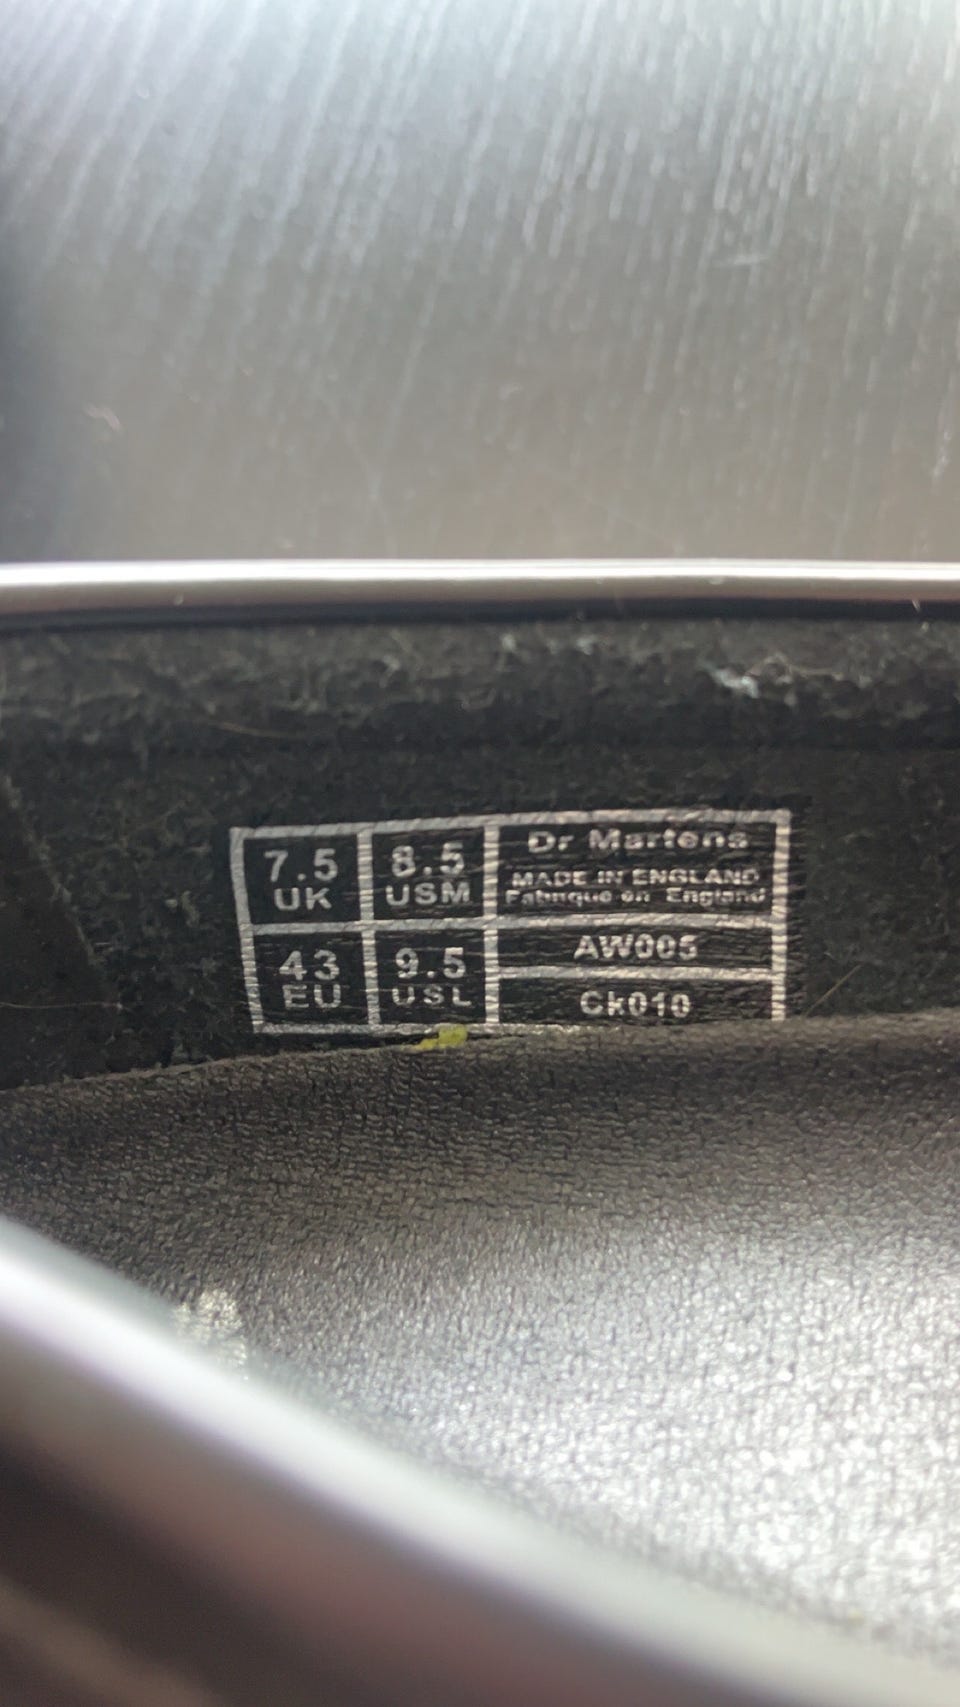 7.5
UK
8.5
USM
43
EU
9.5
USL
Dr Martens
MADE IN ENGLAND
Fabrique en England
AW005
Ck010